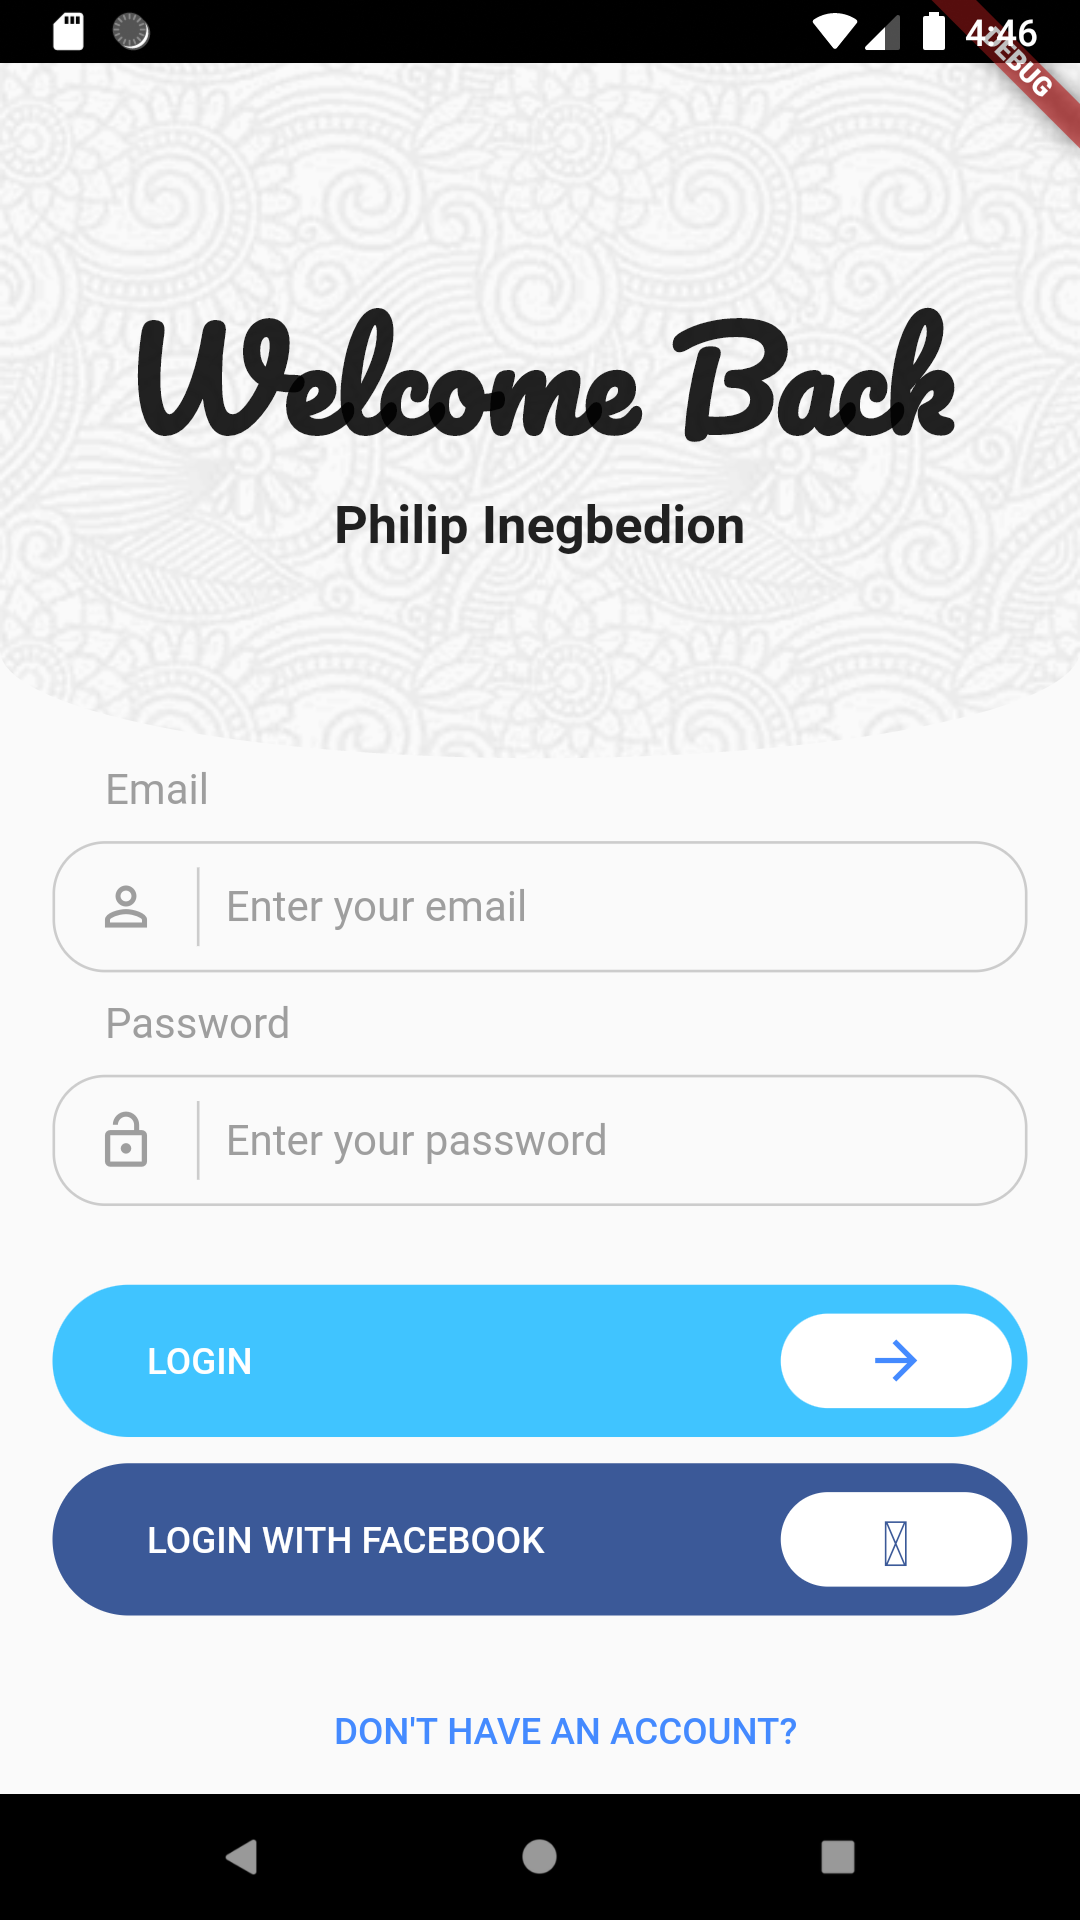 4:46
DEBUG
Welcome Back
Philip Inegbedion
Email
Enter your email
Password
Enter your password
LOGIN
LOGIN WITH FACEBOOK
DON'T HAVE AN ACCOUNT?